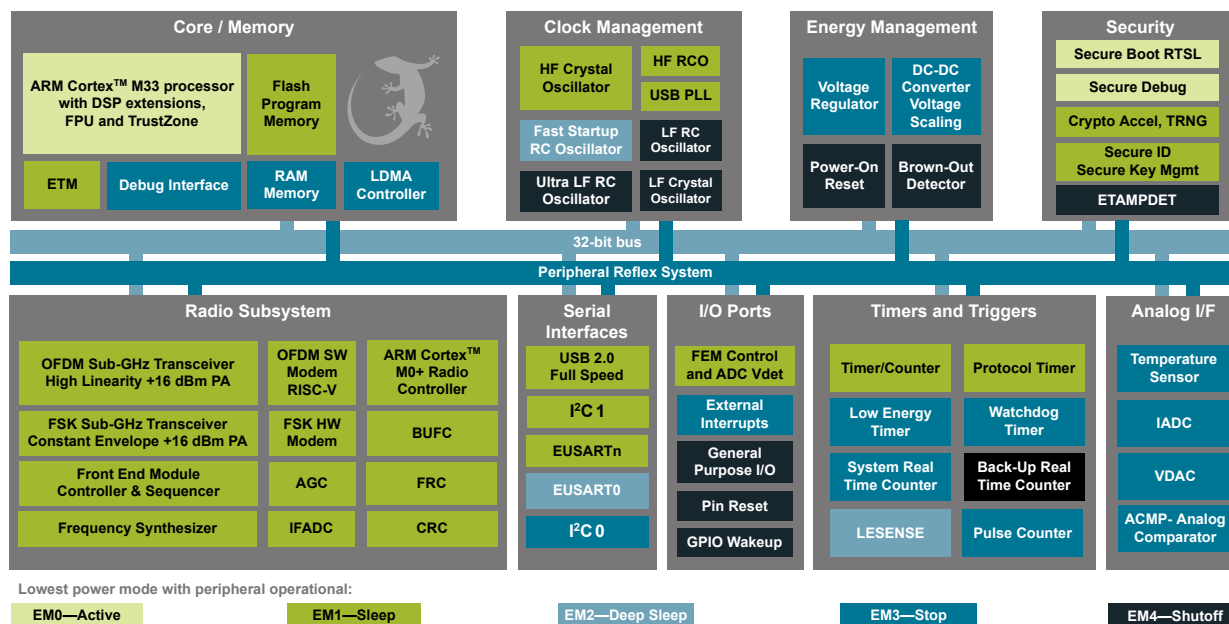 Core / Memory
ARM Cortex™ M33 processor
with DSP extensions,
FPU and TrustZone
Flash
Program
Memory
ETM
Debug Interface
RAM
Memory
LDMA
Controller
Clock Management
HF Crystal
Oscillator
HF RCO
USB PLL
Fast Startup
RC Oscillator
LF RC
Oscillator
Ultra LF RC
Oscillator
LF Crystal
Oscillator
Energy Management
Voltage
Regulator
DC-DC
Converter
Voltage
Scaling
Power-On
Reset
Brown-Out
Detector
Security
Secure Boot RTSL
Secure Debug
Crypto Accel, TRNG
Secure ID
Secure Key Mgmt
ETAMPDET
32-bit bus
Peripheral Reflex System
Radio Subsystem
OFDM Sub-GHz Transceiver
High Linearity +16 dBm PA
OFDM SW
Modem
RISC-V
ARM Cortex™
M0+ Radio
Controller
FSK Sub-GHz Transceiver
Constant Envelope +16 dBm PA
FSK HW
Modem
BUFC
Front End Module
Controller & Sequencer
AGC
FRC
Frequency Synthesizer
IFADC
CRC
Serial
Interfaces
USB 2.0
Full Speed
I²C 1
EUSARTn
EUSART0
I²C 0
I/O Ports
FEM Control
and ADC Vdet
External
Interrupts
General
Purpose I/O
Pin Reset
GPIO Wakeup
Timers and Triggers
Timer/Counter
Protocol Timer
Low Energy
Timer
Watchdog
Timer
System Real
Time Counter
Back-Up Real
Time Counter
LESENSE
Pulse Counter
Analog I/F
Temperature
Sensor
IADC
VDAC
ACMP- Analog
Comparator
Lowest power mode with peripheral operational:
EM0—Active
EM1—Sleep
EM2—Deep Sleep
EM3—Stop
EM4—Shutoff